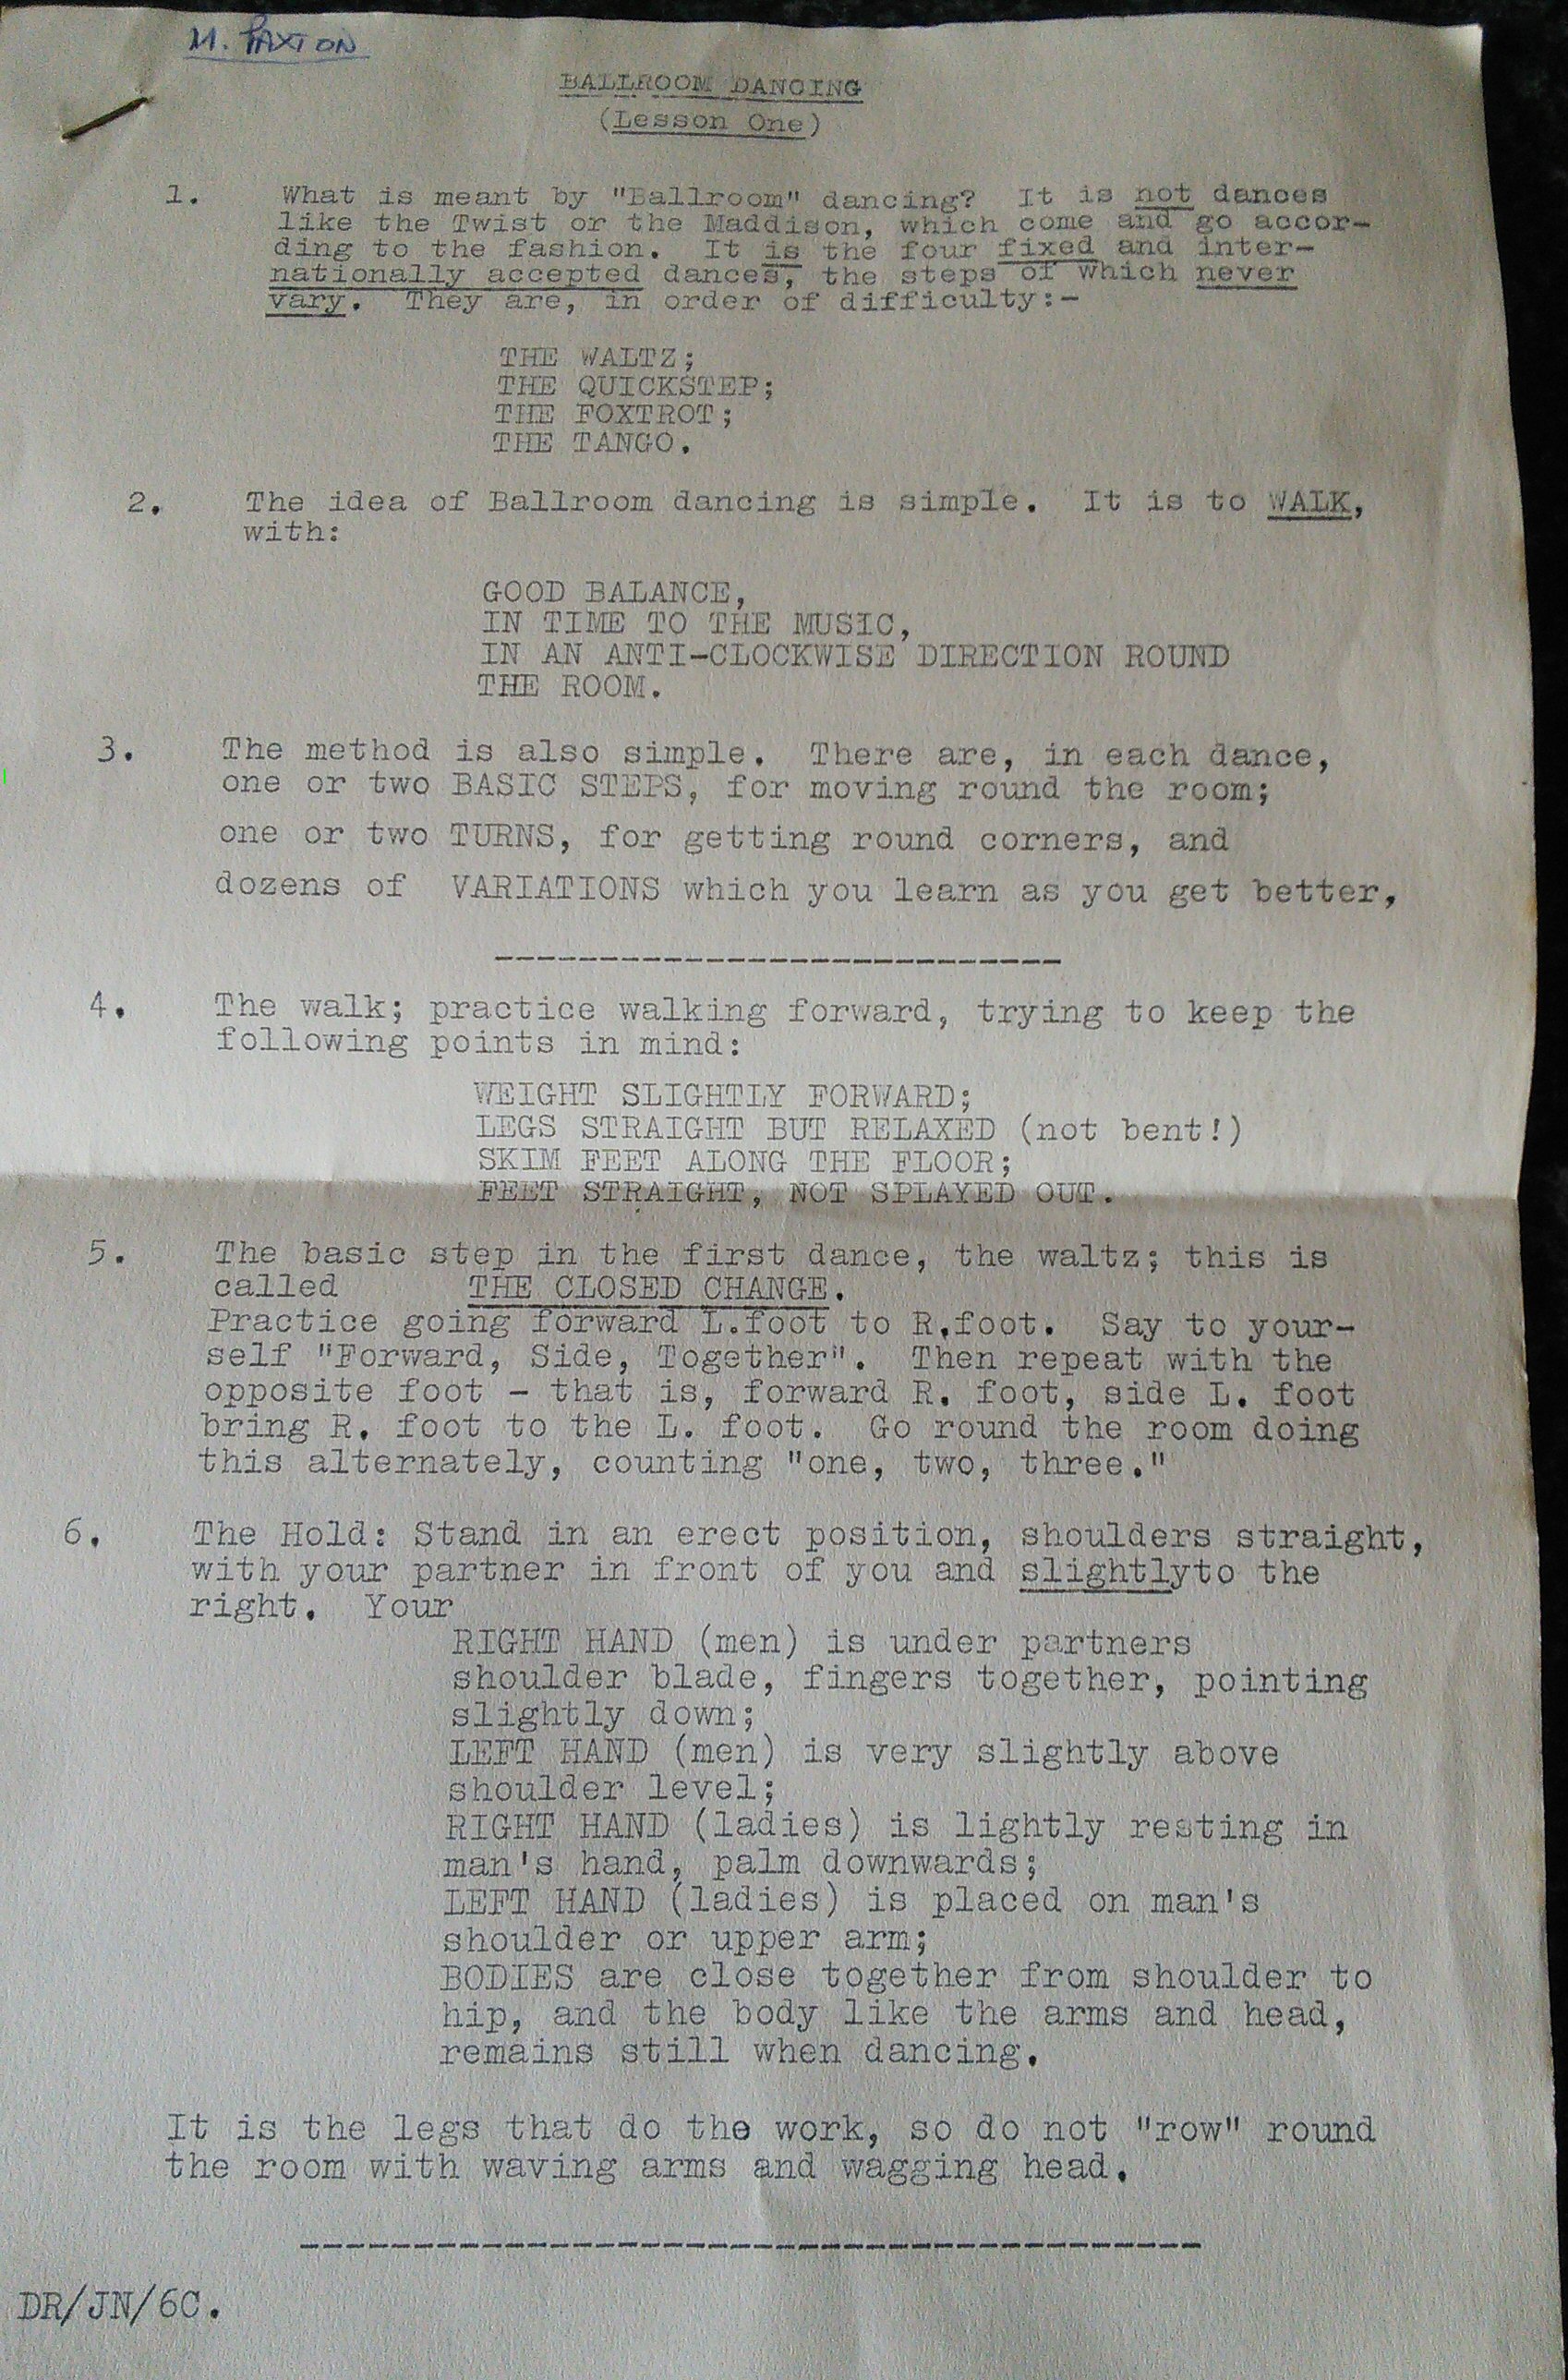 M. PAXTON
BALLROOM DANCING
(Lesson One)
1. What is meant by "Ballroom" dancing? It is not dances
like the Twist or the Maddison, which come and go accor-
ding to the fashion. It is the four fixed and inter-
nationally accepted dances, the steps of which never
vary. They are, in order of difficulty:-
THE WALTZ;
THE QUICKSTEP;
THE FOXTROT;
THE TANGO.
2. The idea of Ballroom dancing is simple. It is to WALK,
with:
GOOD BALANCE,
IN TIME TO THE MUSIC,
IN AN ANTI-CLOCKWISE DIRECTION ROUND
THE ROOM.
3. The method is also simple. There are, in each dance,
one or two BASIC STEPS, for moving round the room;
one or two TURNS, for getting round corners, and
dozens of VARIATIONS which you learn as you get better,
4. The walk; practice walking forward, trying to keep the
following points in mind:
WEIGHT SLIGHTLY FORWARD;
LEGS STRAIGHT BUT RELAXED (not bent!)
SKIM FEET ALONG THE FLOOR;
FEET STRAIGHT, NOT SPLAYED OUT.
5. The basic step in the first dance, the waltz; this is
called THE CLOSED CHANGE.
Practice going forward L.foot to R.foot. Say to your-
self "Forward, Side, Together". Then repeat with the
opposite foot - that is, forward R. foot, side L. foot
bring R. foot to the L. foot. Go round the room doing
this alternately, counting "one, two, three."
6. The Hold: Stand in an erect position, shoulders straight,
with your partner in front of you and slightlyto the
right. Your
RIGHT HAND (men) is under partners
shoulder blade, fingers together, pointing
slightly down;
LEFT HAND (men) is very slightly above
shoulder level;
RIGHT HAND (ladies) is lightly resting in
man's hand, palm downwards;
LEFT HAND (ladies) is placed on man's
shoulder or upper arm;
BODIES are close together from shoulder to
hip, and the body like the arms and head,
remains still when dancing.
It is the legs that do the work, so do not "row" round
the room with waving arms and wagging head.
DR/JN/6C.